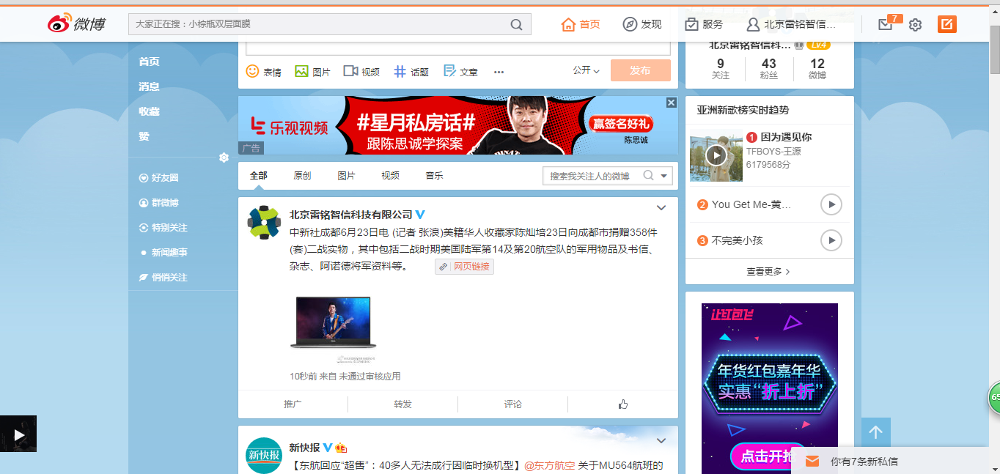 微博
大家正在搜：小棕瓶双层面膜
首页
发现
服务
北京雷铭智信...
7
首页
消息
收藏
赞
好友圈
群微博
特别关注
新闻趣事
悄悄关注
表情
图片
视频
话题
文章
公开
发布
乐视视频
#星月私房话#
跟陈思诚学探案
赢签名好礼
陈思诚
广告
全部
原创
图片
视频
音乐
搜索我关注人的微博
北京雷铭智信科技有限公司
中新社成都6月23日电 (记者 张浪)美籍华人收藏家陈灿培23日向成都市捐赠358件
(套)二战实物，其中包括二战时期美国陆军第14及第20航空队的军用物品及书信、
杂志、阿诺德将军资料等。 网页链接
10秒前 来自 未通过审核应用
推广
转发
评论
新快报
新快报
【东航回应“超售”：40多人无法成行因临时换机型】@东方航空 关于MU564航班的
北京雷铭智信科... LV.4
9 43 12
关注 粉丝 微博
亚洲新歌榜实时趋势
1 因为遇见你
TFBOYS-王源
6179568分
2 You Get Me-黄...
3 不完美小孩
查看更多
让红包飞
年货红包嘉年华
实惠“折上折”
点击开抢
你有7条新私信
65